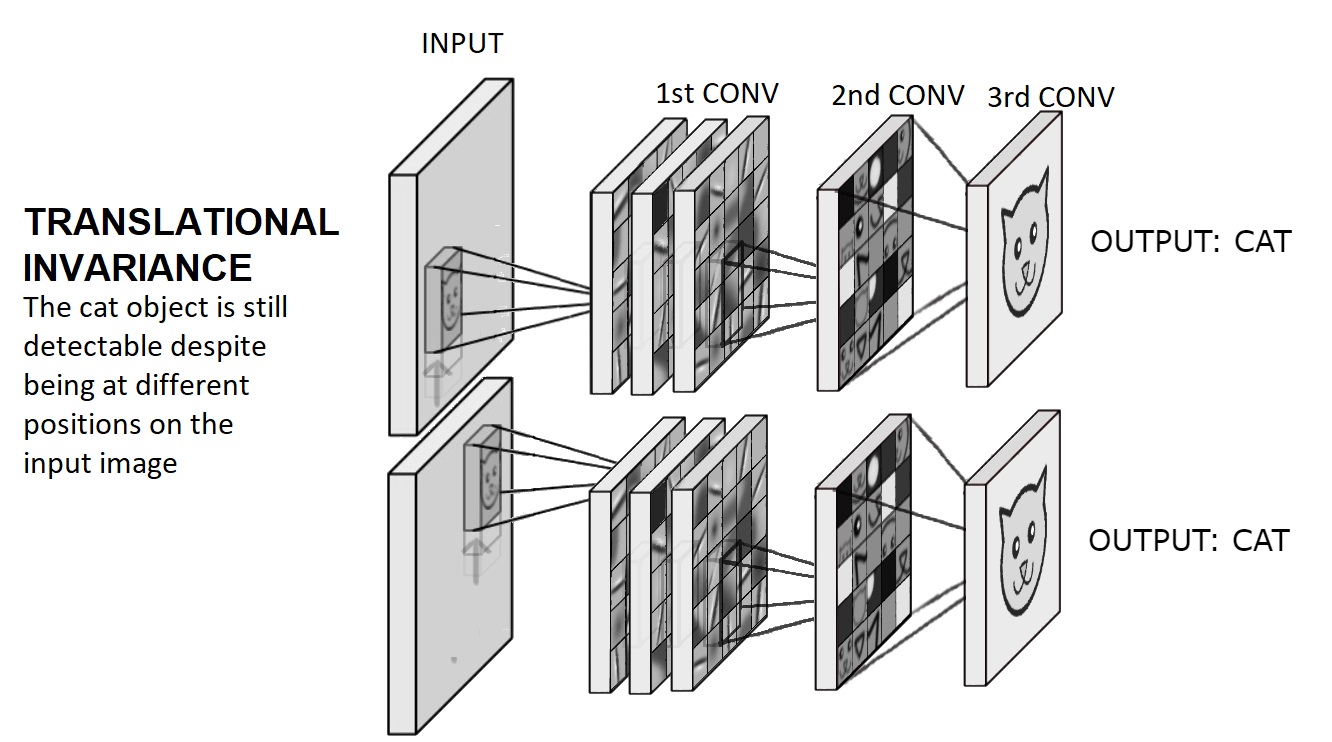 INPUT
1st CONV
2nd CONV
3rd CONV
TRANSLATIONAL
INVARIANCE
The cat object is still
detectable despite
being at different
positions on the
input image
OUTPUT: CAT
OUTPUT: CAT